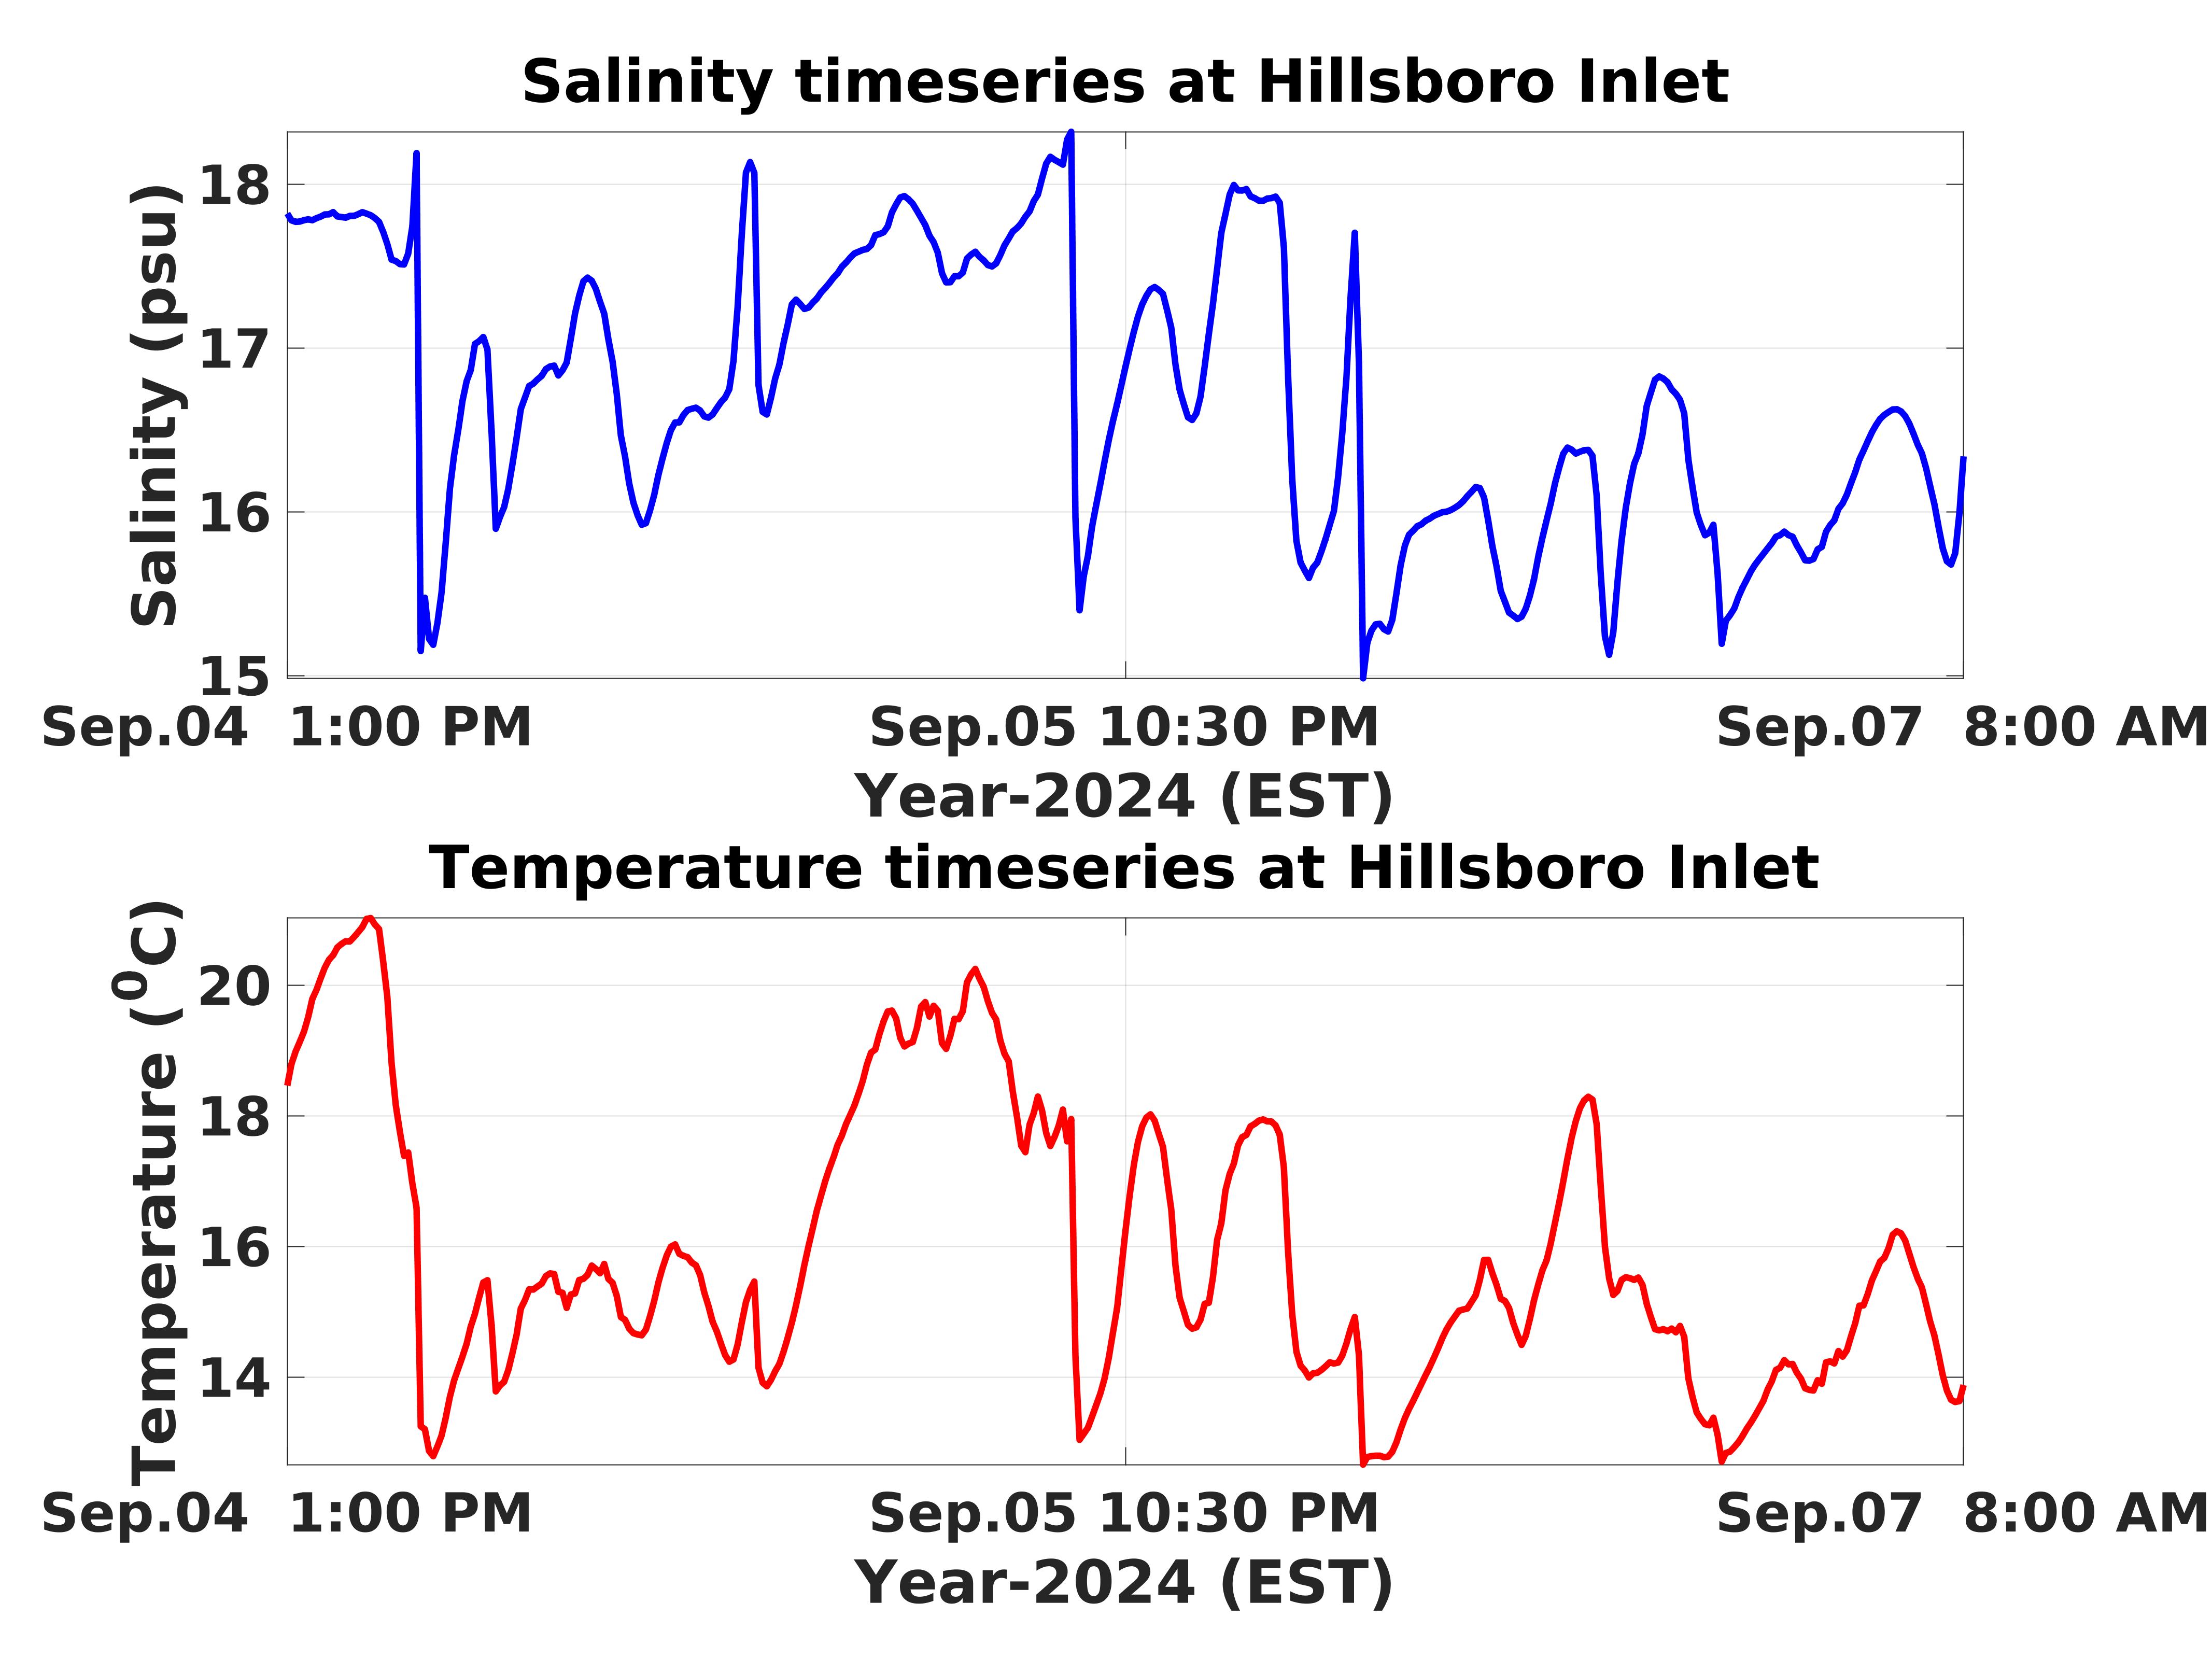 Salinity timeseries at Hillsboro Inlet
Salinity (psu)
18
17
16
15
Sep.04 1:00 PM Sep.05 10:30 PM Sep.07 8:00 AM
Year-2024 (EST)
Temperature timeseries at Hillsboro Inlet
Temperature (⁰C)
20
18
16
14
Sep.04 1:00 PM Sep.05 10:30 PM Sep.07 8:00 AM
Year-2024 (EST)